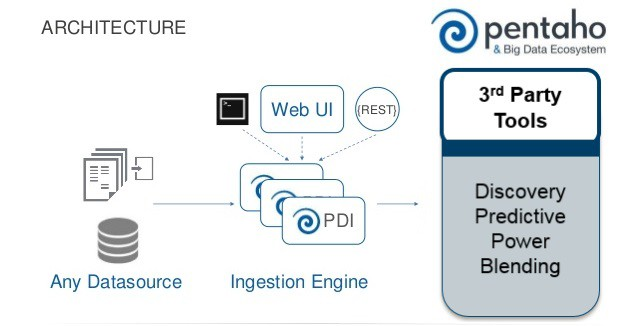 ARCHITECTURE
pentaho
& Big Data Ecosystem
Web UI
{REST}
3rd Party
Tools
PDI
Discovery
Predictive
Power
Blending
Any Datasource
Ingestion Engine